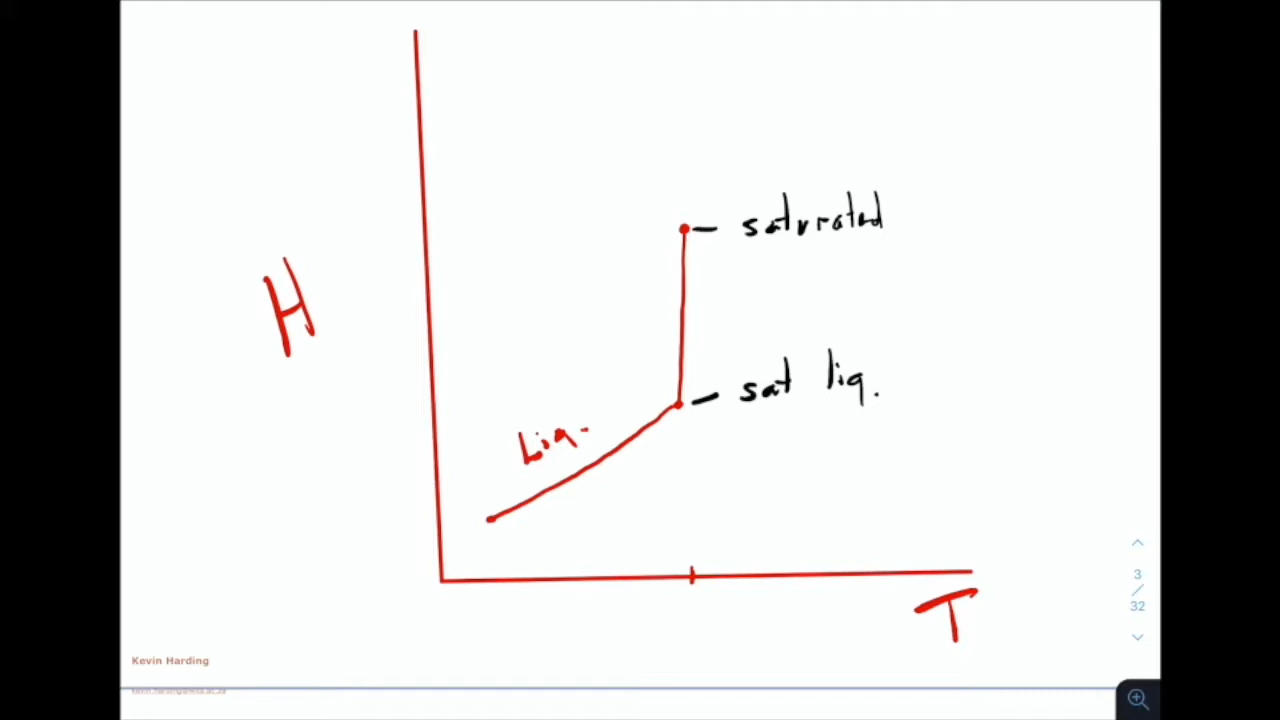 saturated
H
sat liq.
Liq.
T
3
/
32
Kevin Harding